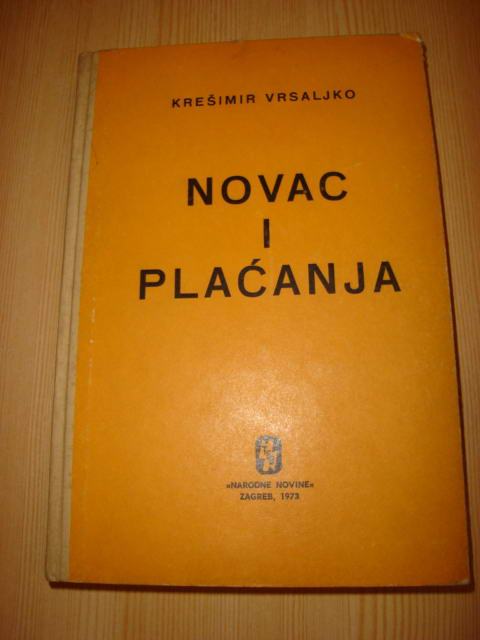 KREŠIMIR VRSALJKO
NOVAC
I
PLAĆANJA
»NARODNE NOVINE«
ZAGREB, 1973